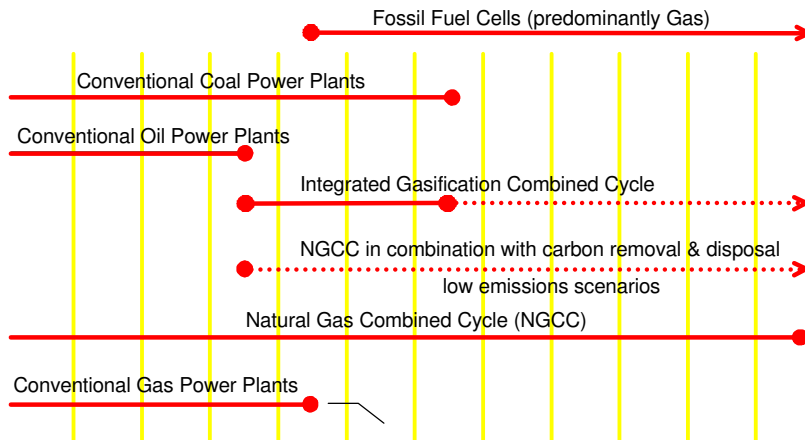 Fossil Fuel Cells (predominantly Gas)
Conventional Coal Power Plants
Conventional Oil Power Plants
Integrated Gasification Combined Cycle
NGCC in combination with carbon removal & disposal
low emissions scenarios
Natural Gas Combined Cycle (NGCC)
Conventional Gas Power Plants